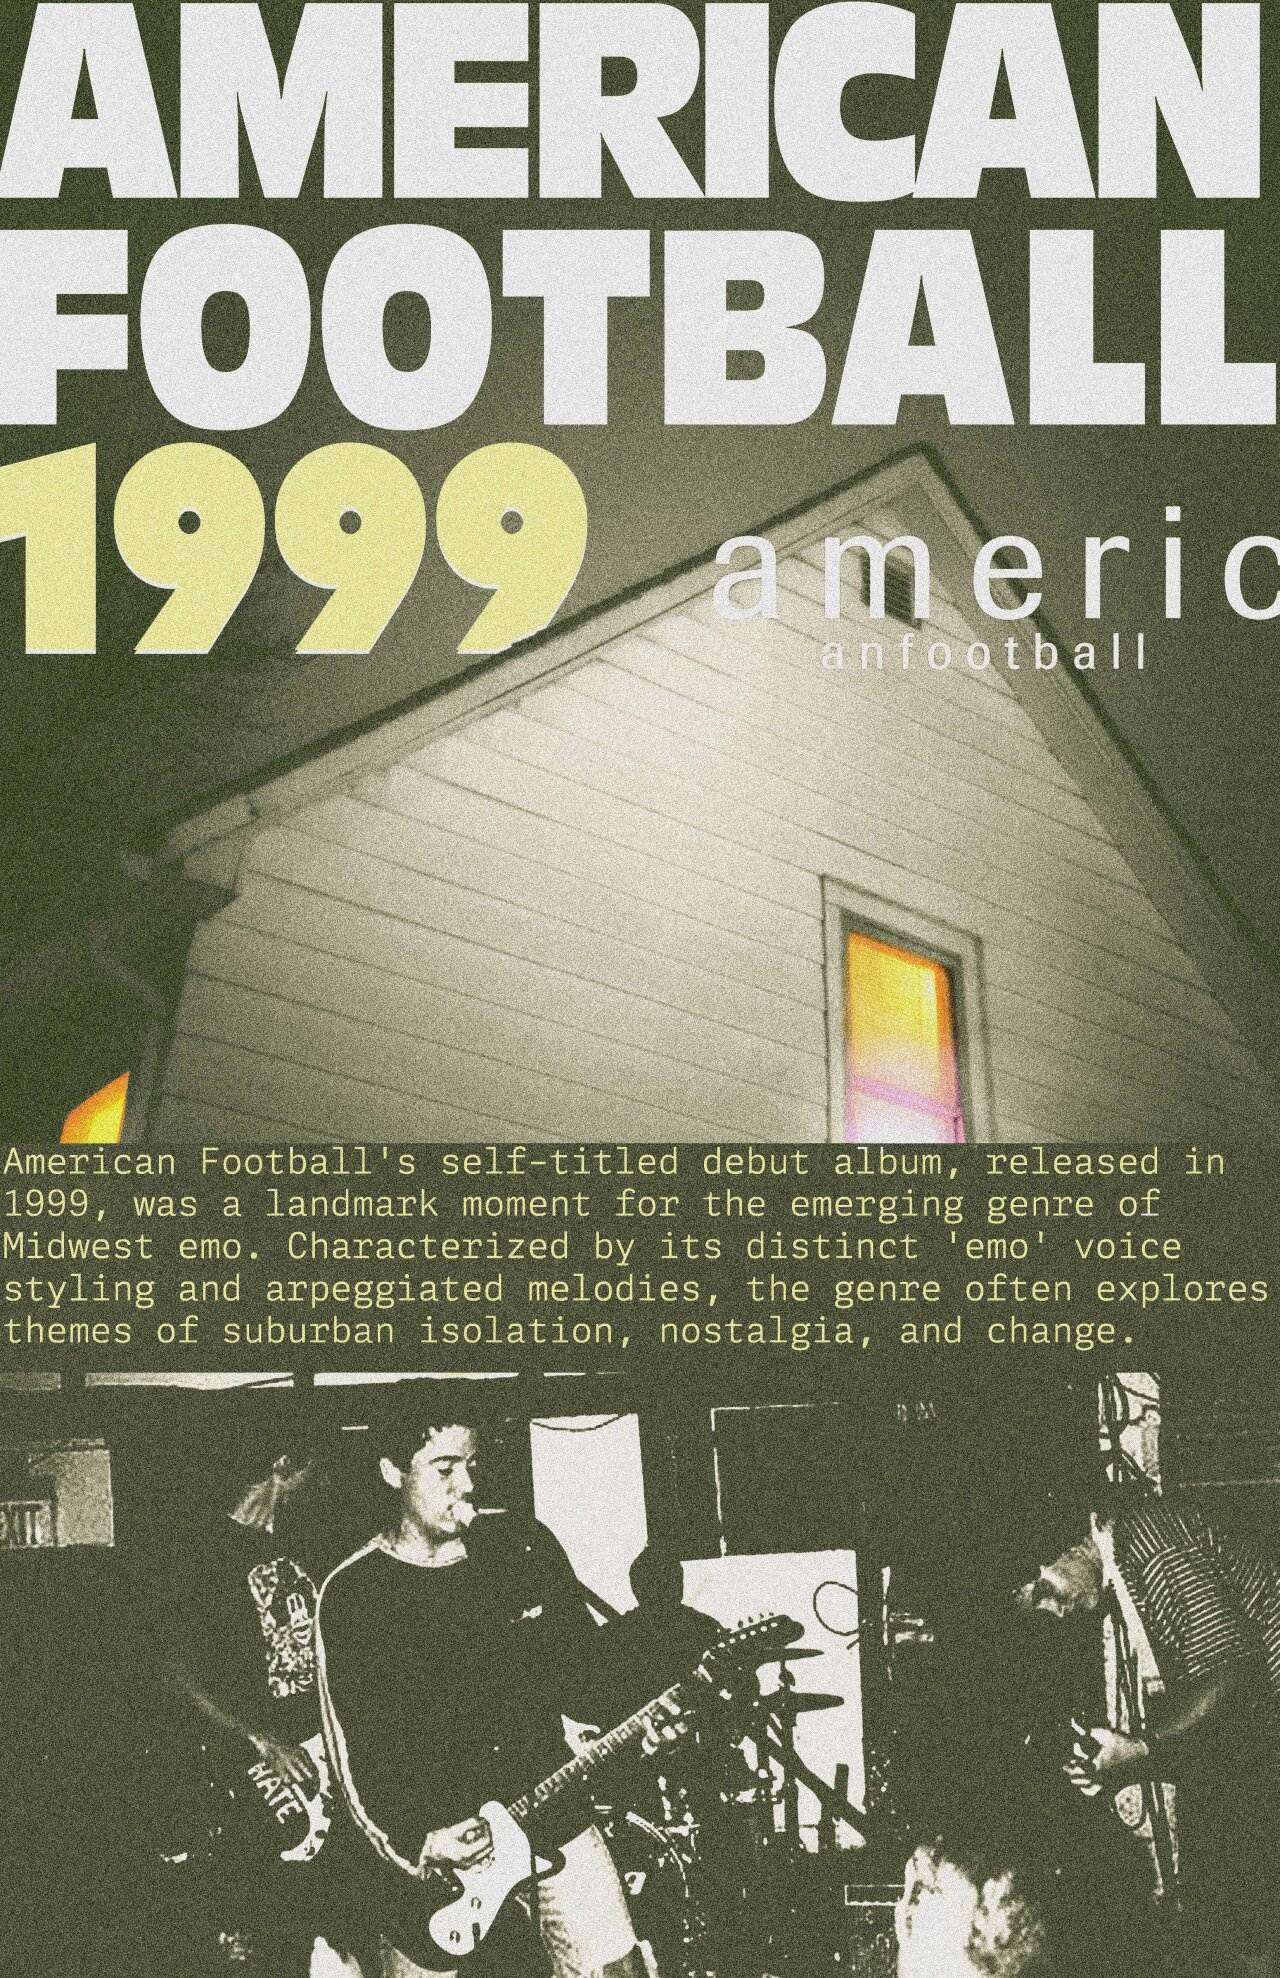 AMERICAN
FOOTBALL
1999
americ
anfootball
American Football's self-titled debut album, released in
1999, was a landmark moment for the emerging genre of
Midwest emo. Characterized by its distinct 'emo' voice
styling and arpeggiated melodies, the genre often explores
themes of suburban isolation, nostalgia, and change.
HATE